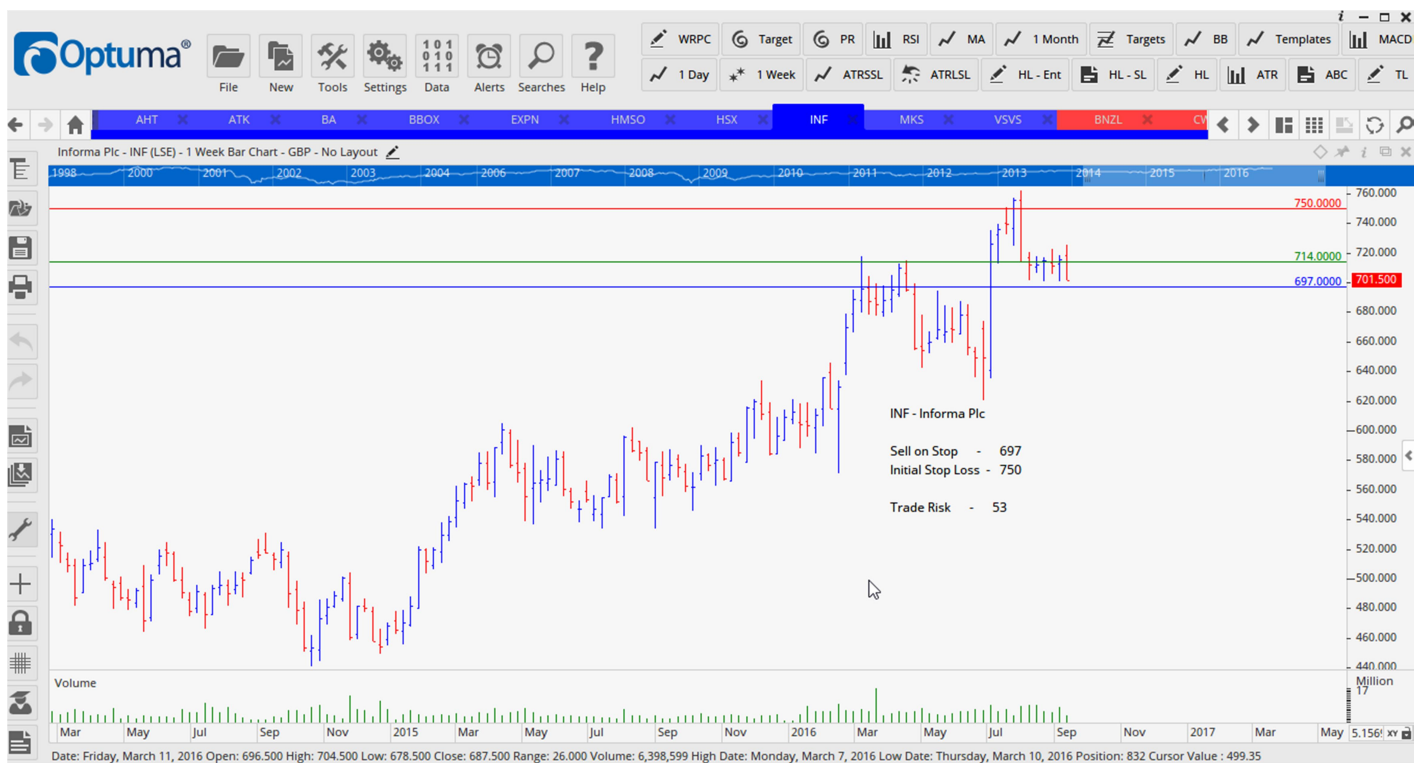 i
Optuma®
File New Tools Settings Data Alerts Searches Help
101
010
111
WRPC Target PR RSI MA 1 Month Targets BB Templates MACD
1 Day 1 Week ATRSSL ATRLSL HL - Ent HL - SL HL ATR ABC TL
AHT ATK BA BBOX EXPN HMSO HSX INF MKS VSVS BNZL
Informa Plc - INF (LSE) - 1 Week Bar Chart - GBP - No Layout
1998 2000 2001 2002 2003 2004 2006 2007 2008 2009 2010 2011 2012 2013 2014 2015 2016
760.000
750.0000
740.000
720.000
714.0000
697.0000
701.500
680.000
660.000
640.000
620.000
600.000
580.000
560.000
540.000
520.000
500.000
480.000
460.000
440.000
INF - Informa Plc
Sell on Stop - 697
Initial Stop Loss - 750
Trade Risk - 53
Volume
Million
17
Mar May Jul Sep Nov 2015 Mar May Jul Sep Nov 2016 Mar May Jul Sep Nov 2017 Mar May XY
Date: Friday, March 11, 2016 Open: 696.500 High: 704.500 Low: 678.500 Close: 687.500 Range: 26.000 Volume: 6,398,599 High Date: Monday, March 7, 2016 Low Date: Thursday, March 10, 2016 Position: 832 Cursor Value : 499.35